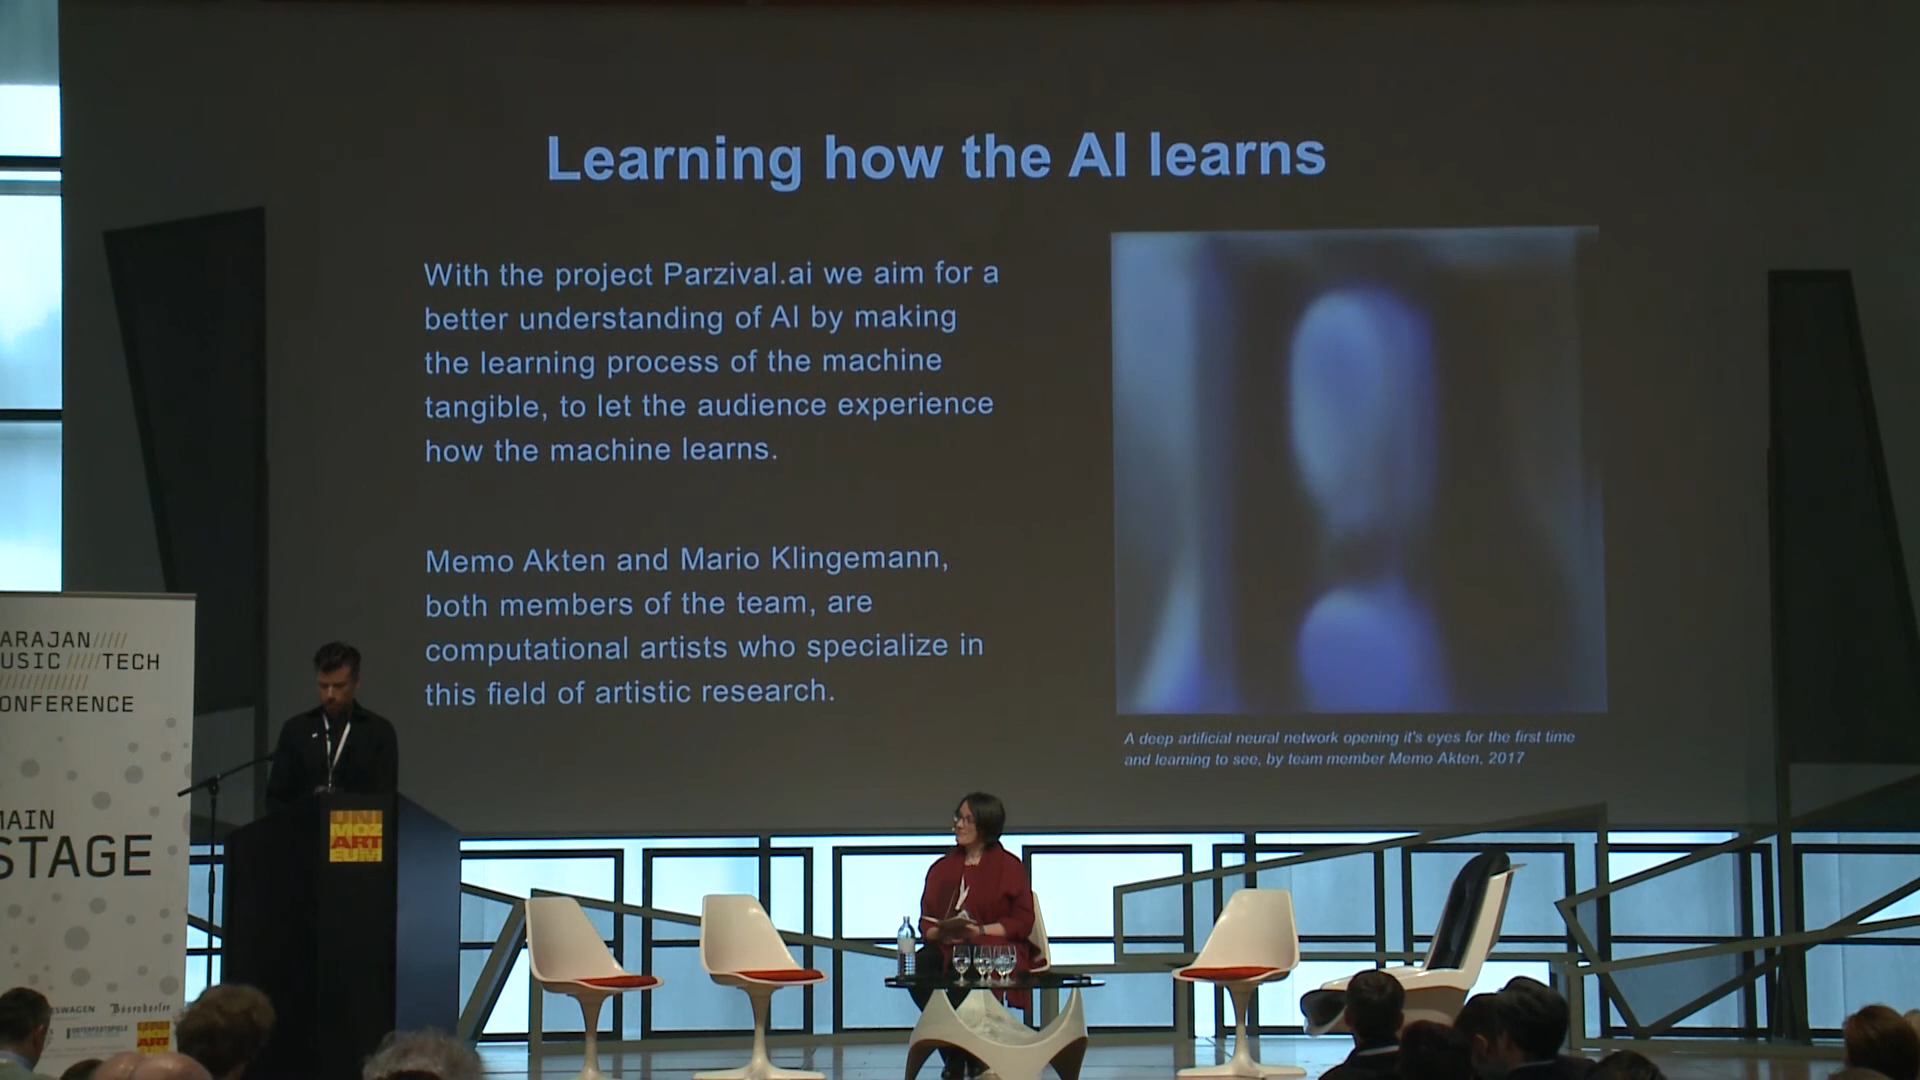 Learning how the AI learns
With the project Parzival.ai we aim for a
better understanding of AI by making
the learning process of the machine
tangible, to let the audience experience
how the machine learns.
Memo Akten and Mario Klingemann,
both members of the team, are
computational artists who specialize in
this field of artistic research.
A deep artificial neural network opening it's eyes for the first time
and learning to see, by team member Memo Akten, 2017
ARAJAN/////
USIC/////TECH
////////////
ONFERENCE
MAIN
STAGE
SWAGEN Bösendorfer
OSTERFESTSPIELE
UNI
MOZ
ART
EUM